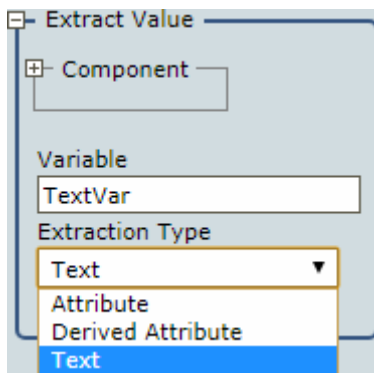 Extract Value
Component
Variable
TextVar
Extraction Type
Text
Attribute
Derived Attribute
Text